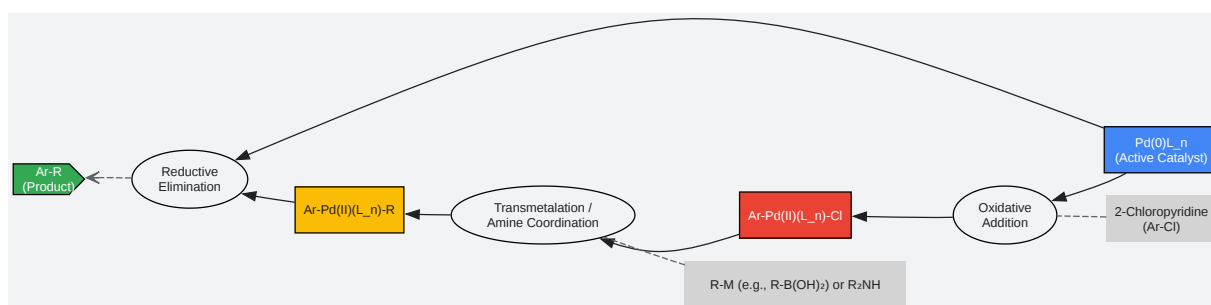 Pd(0)L_n
(Active Catalyst)
Ar-R
(Product)
Reductive
Elimination
Ar-Pd(II)(L_n)-R
Transmetalation /
Amine Coordination
Ar-Pd(II)(L_n)-Cl
Oxidative
Addition
2-Chloropyridine
(Ar-Cl)
R-M (e.g., R-B(OH)₂) or R₂NH